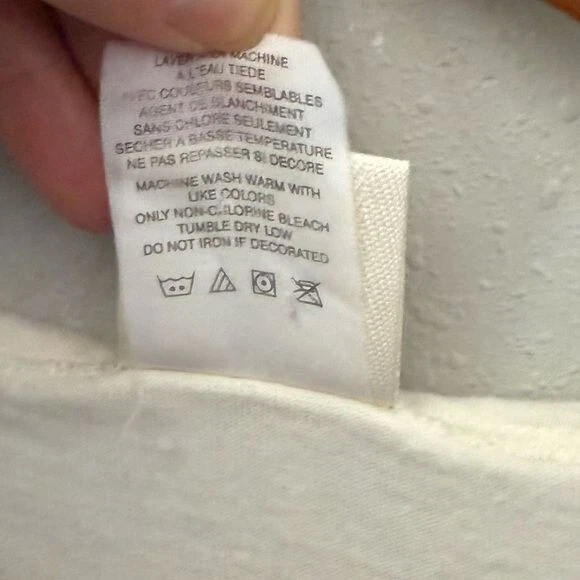 LAVER MACHINE
À L'EAU TIEDE
AVEC COULEURS SEMBLABLES
AGENT DE BLANCHIMENT
SANS CHLORE SEULEMENT
SECHER A BASSE TEMPERATURE
NE PAS REPASSER SI DECORE
MACHINE WASH WARM WITH
LIKE COLORS
ONLY NON-CHLORINE BLEACH
TUMBLE DRY LOW
DO NOT IRON IF DECORATED